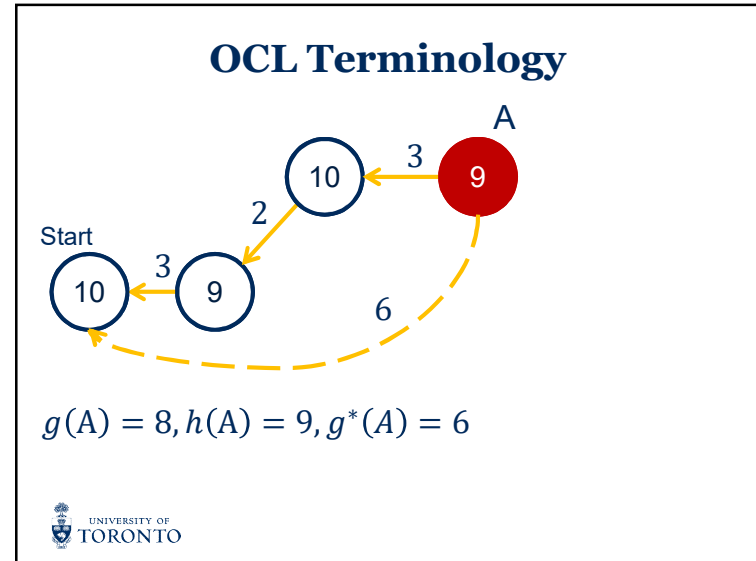 OCL Terminology
A
10
3
9
2
Start
10
3
9
6
g(A) = 8, h(A) = 9, g*(A) = 6
UNIVERSITY OF
TORONTO